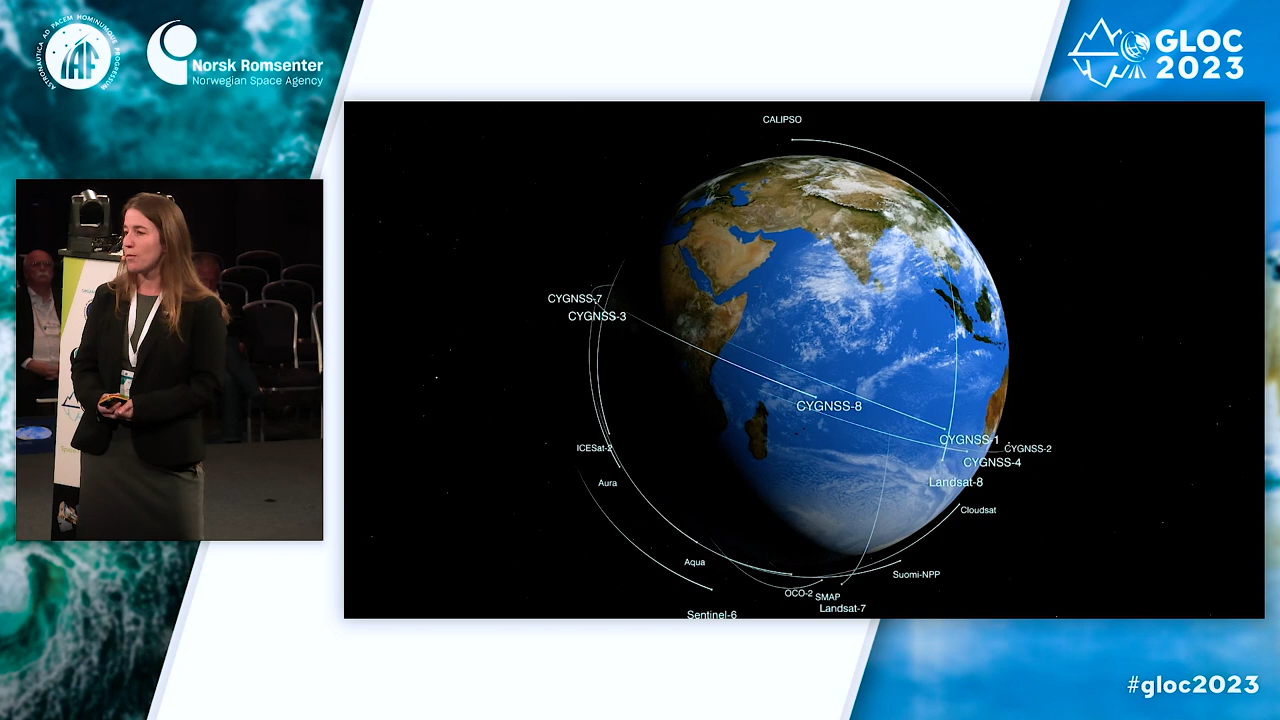 ASTRONAUTICA AD PACEM HOMINUMQUE PROGRESSUM
IAF
Norsk Romsenter
Norwegian Space Agency
GLOC
2023
CALIPSO
CYGNSS-7
CYGNSS-3
CYGNSS-8
CYGNSS-1
CYGNSS-2
ICESat-2
CYGNSS-4
Aura
Landsat-8
Cloudsat
Aqua
Suomi-NPP
OCO-2
SMAP
Landsat-7
Sentinel-6
#gloc2023